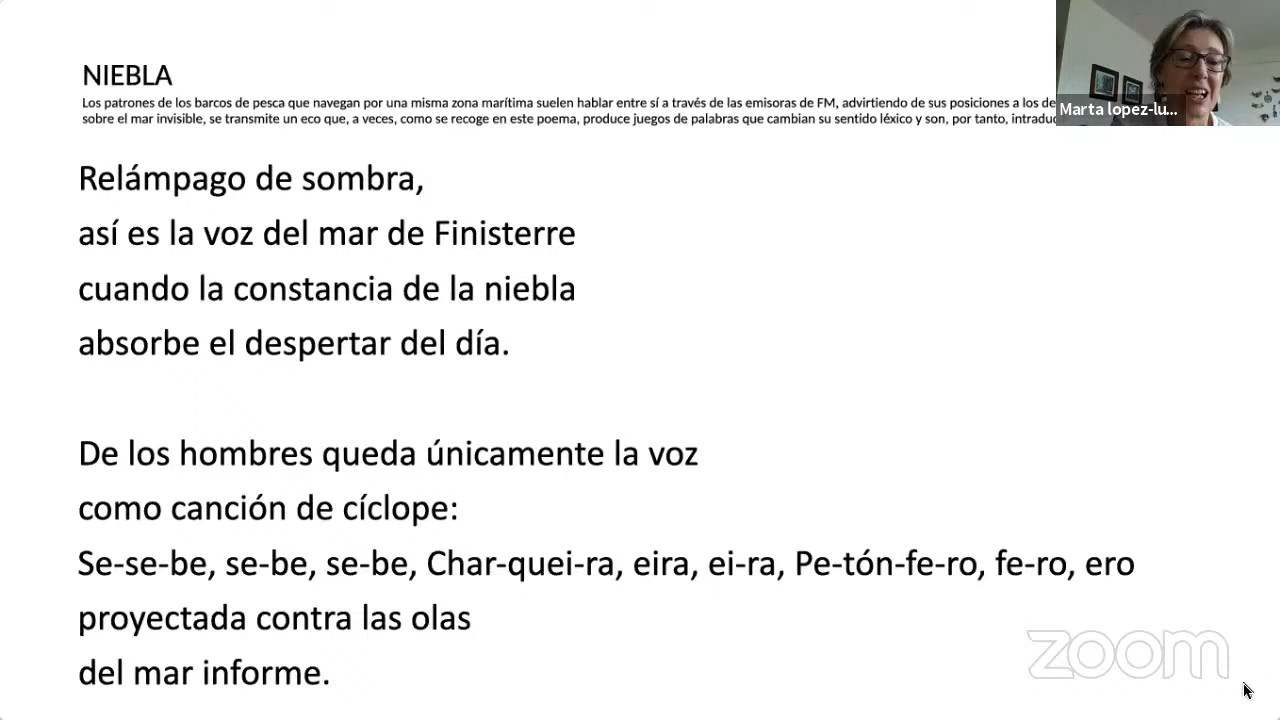 NIEBLA
Los patrones de los barcos de pesca que navegan por una misma zona marítima suelen hablar entre sí a través de las emisoras de FM, advirtiendo de sus posiciones a los de
sobre el mar invisible, se transmite un eco que, a veces, como se recoge en este poema, produce juegos de palabras que cambian su sentido léxico y son, por tanto,
Marta lopez-lu...
Relámpago de sombra,
así es la voz del mar de Finisterre
cuando la constancia de la niebla
absorbe el despertar del día.
De los hombres queda únicamente la voz
como canción de cíclope:
Se-se-be, se-be, se-be, Char-quei-ra, eira, ei-ra, Pe-tón-fe-ro, fe-ro, ero
proyectada contra las olas
del mar informe.
zoom